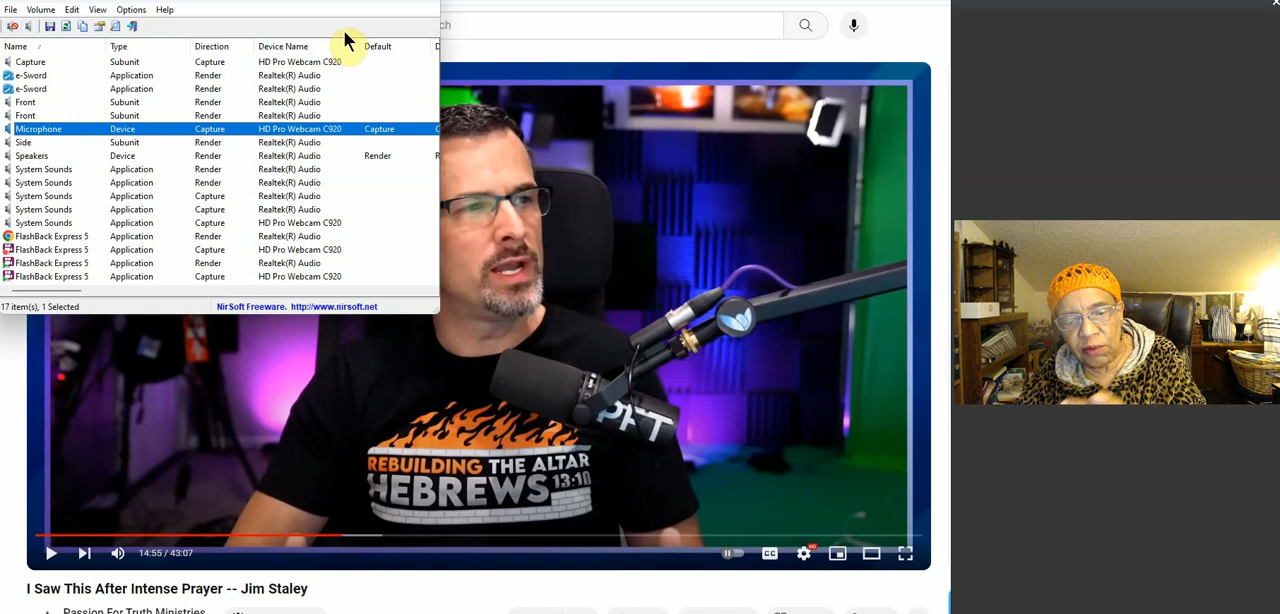 File Volume Edit View Options Help
ch
Name / Type Direction Device Name Default D
Capture Subunit Capture HD Pro Webcam C920
e-Sword Application Render Realtek(R) Audio
e-Sword Application Render Realtek(R) Audio
Front Subunit Render Realtek(R) Audio
Front Subunit Render Realtek(R) Audio
Microphone Device Capture HD Pro Webcam C920 Capture C
Side Subunit Render Realtek(R) Audio
Speakers Device Render Realtek(R) Audio Render R
System Sounds Application Render Realtek(R) Audio
System Sounds Application Render Realtek(R) Audio
System Sounds Application Capture Realtek(R) Audio
System Sounds Application Capture Realtek(R) Audio
System Sounds Application Capture HD Pro Webcam C920
FlashBack Express 5 Application Render Realtek(R) Audio
FlashBack Express 5 Application Capture HD Pro Webcam C920
FlashBack Express 5 Application Render Realtek(R) Audio
FlashBack Express 5 Application Capture HD Pro Webcam C920
17 item(s), 1 Selected NirSoft Freeware. http://www.nirsoft.net
PFT
REBUILDING THE ALTAR
HEBREWS 13:10
14:55 / 43:07
CC
HD
I Saw This After Intense Prayer -- Jim Staley
Passion For Truth Ministries